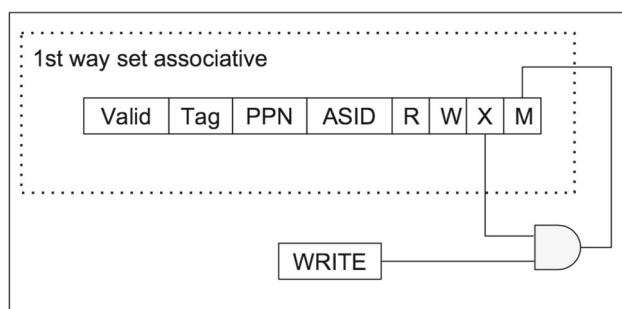 1st way set associative
Valid Tag PPN ASID R W X M
WRITE